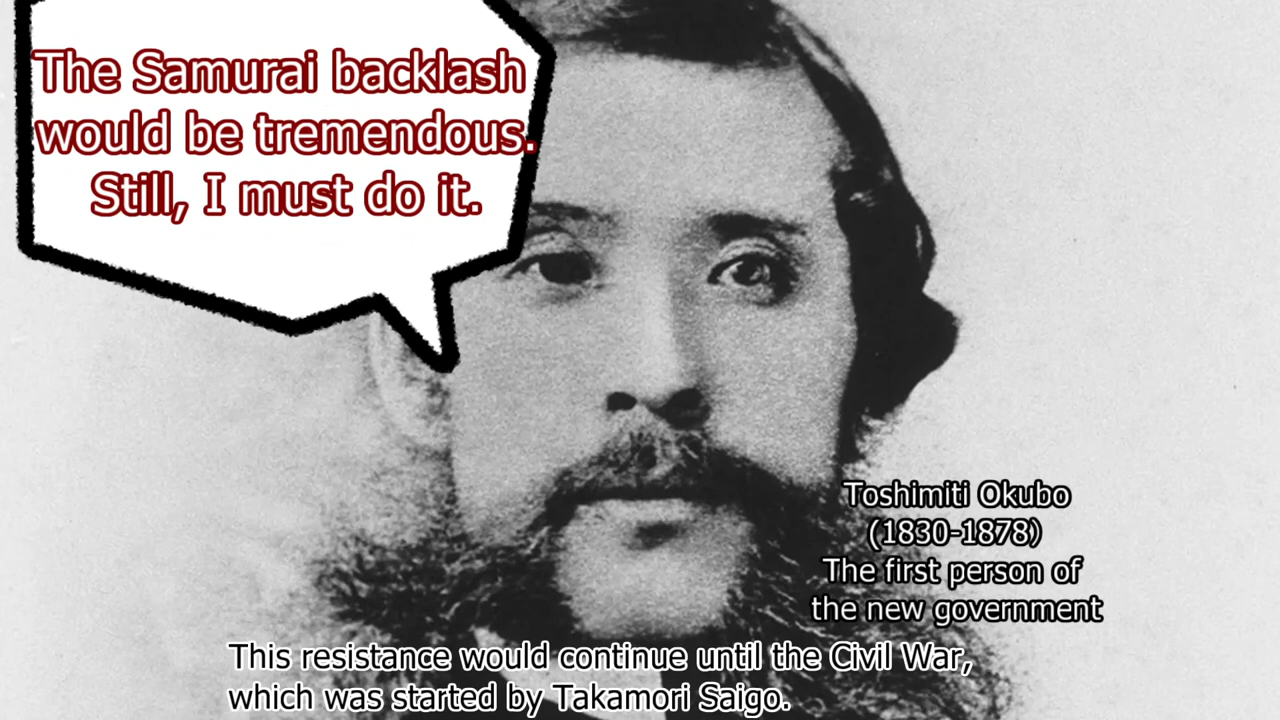 The Samurai backlash
would be tremendous.
Still, I must do it.
Toshimiti Okubo
(1830-1878)
The first person of
the new government
This resistance would continue until the Civil War,
which was started by Takamori Saigo.